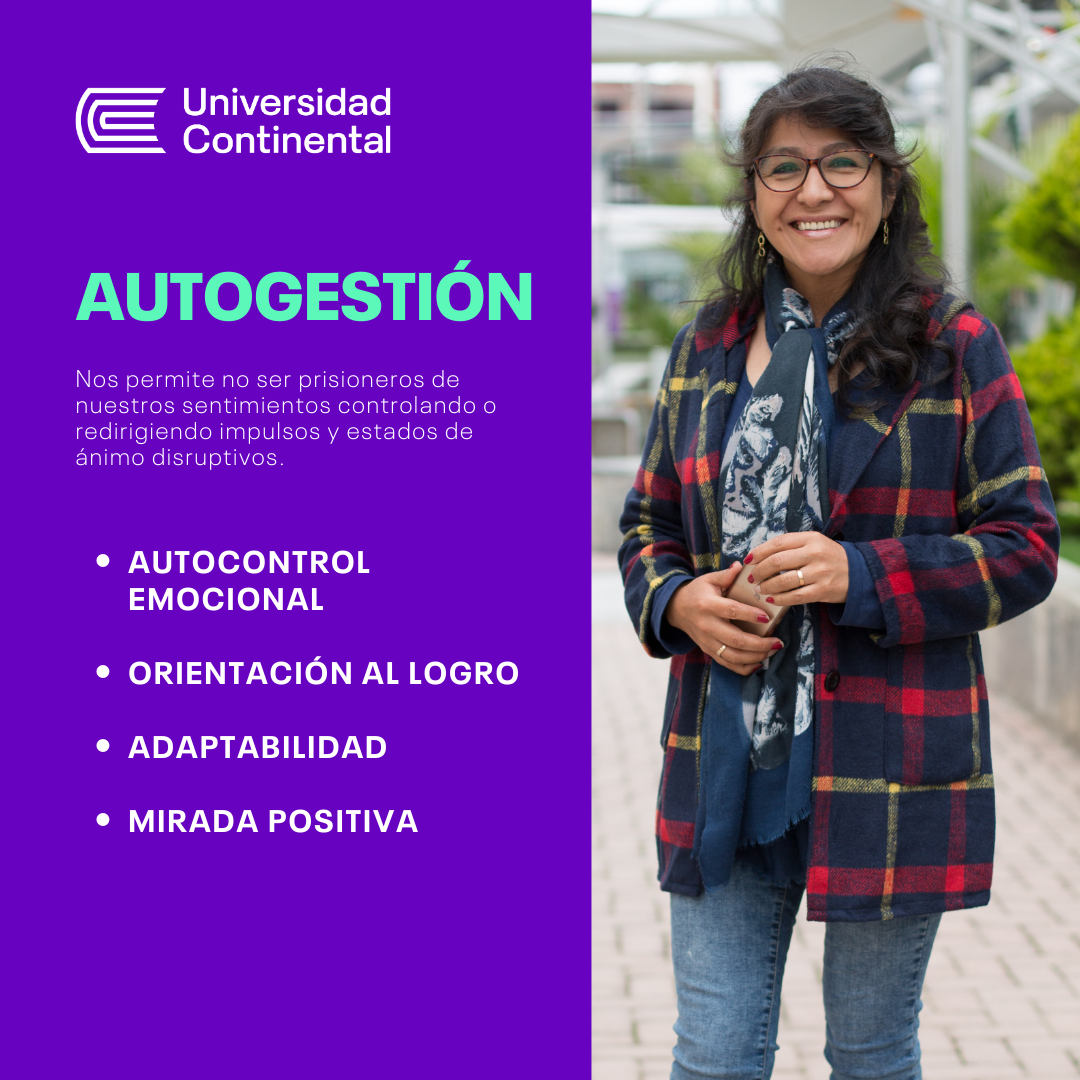 Universidad
Continental
AUTOGESTIÓN
Nos permite no ser prisioneros de
nuestros sentimientos controlando o
redirigiendo impulsos y estados de
ánimo disruptivos.
• AUTOCONTROL
EMOCIONAL
• ORIENTACIÓN AL LOGRO
• ADAPTABILIDAD
• MIRADA POSITIVA